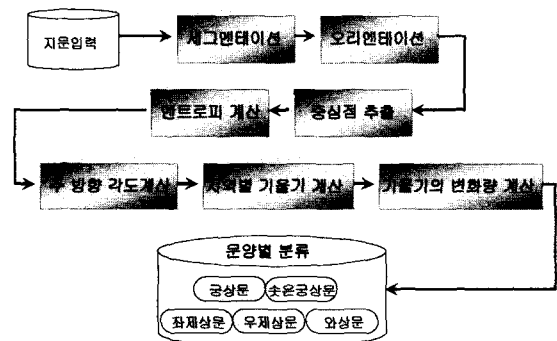 지문입력
세그멘테이션
오리엔테이션
엔트로피 계산
중심점 추출
주 방향 각도계산
지역별 기울기 계산
기울기의 변화량 계산
문양별 분류
궁상문
솟은궁상문
좌제상문
우제상문
와상문